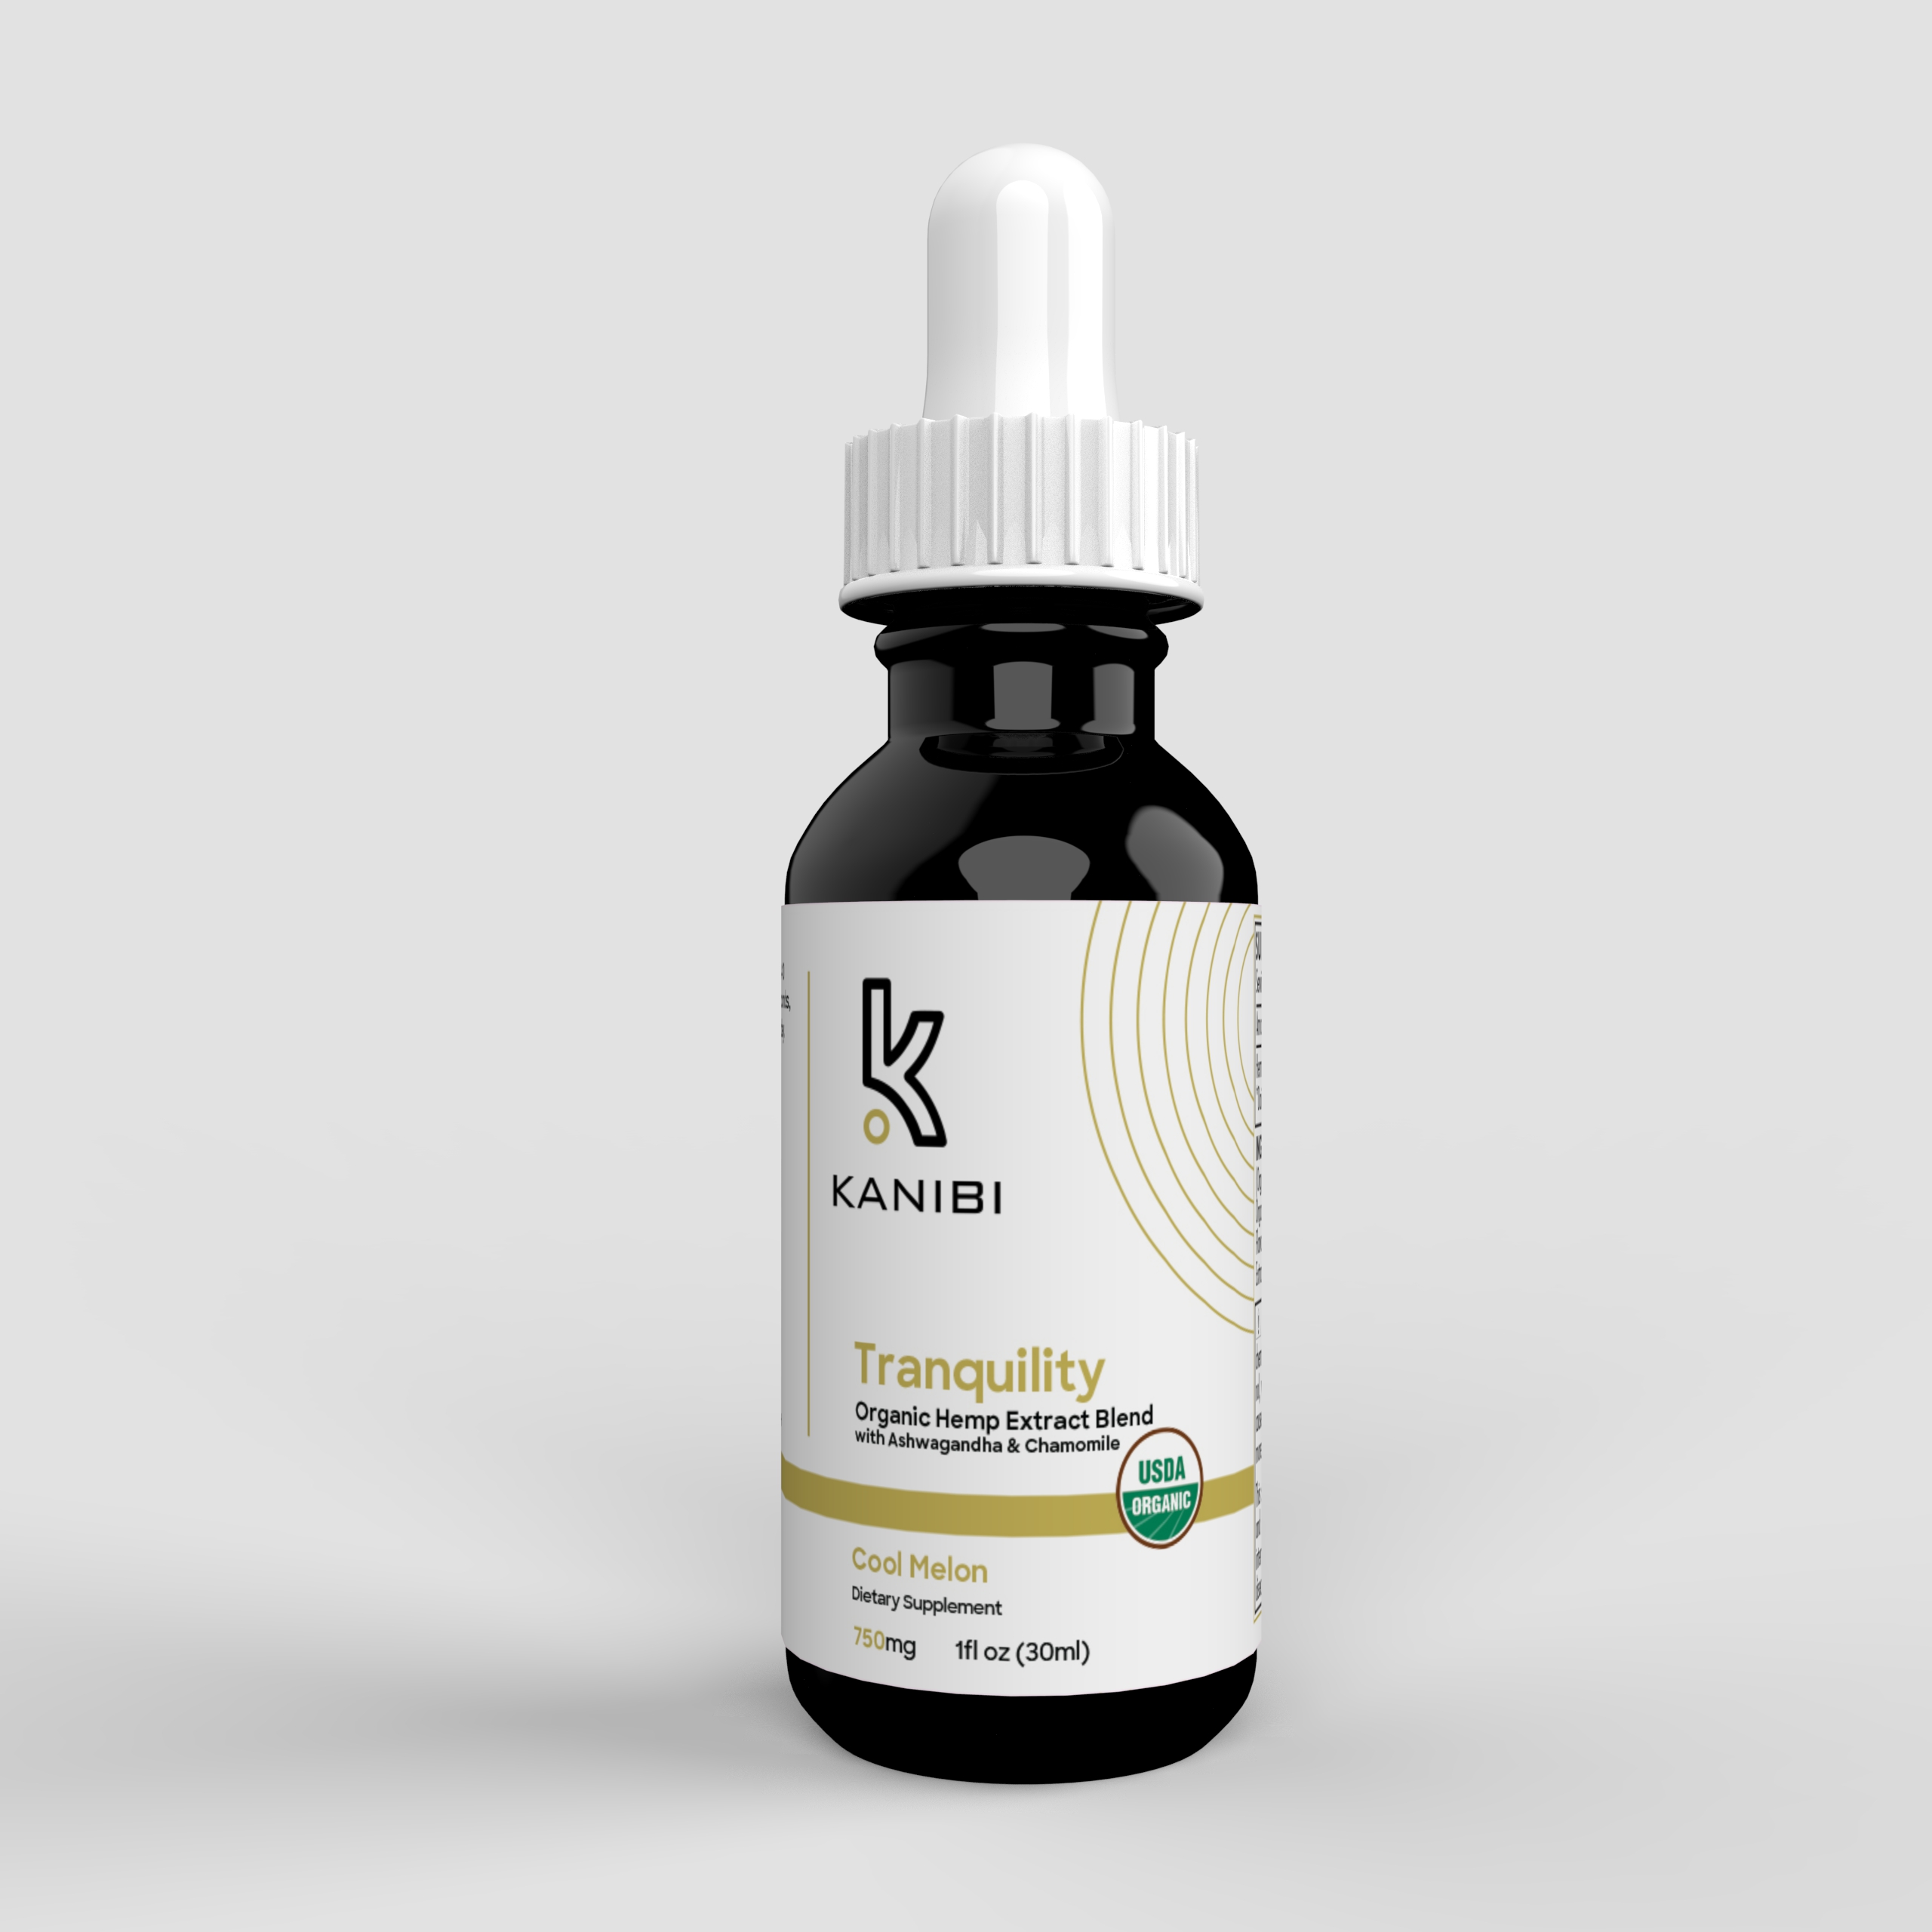 KANIBI
Tranquility
Organic Hemp Extract Blend
with Ashwagandha & Chamomile
USDA
ORGANIC
Cool Melon
Dietary Supplement
750mg 1fl oz (30ml)